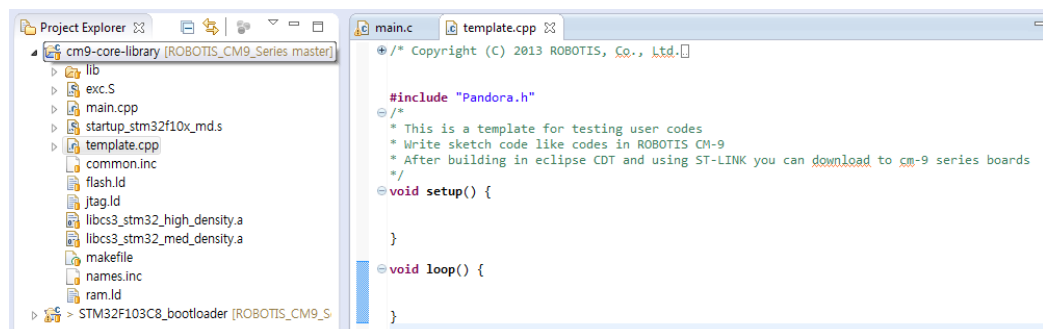 Project Explorer
cm9-core-library [ROBOTIS_CM9_Series master]
lib
exc.S
main.cpp
startup_stm32f10x_md.s
template.cpp
common.inc
flash.ld
jtag.ld
libcs3_stm32_high_density.a
libcs3_stm32_med_density.a
makefile
names.inc
ram.ld
> STM32F103C8_bootloader [ROBOTIS_CM9_S
main.c
template.cpp
/* Copyright (C) 2013 ROBOTIS, Co., Ltd.
#include "Pandora.h"
/*
* This is a template for testing user codes
* Write sketch code like codes in ROBOTIS CM-9
* After building in eclipse CDT and using ST-LINK you can download to cm-9 series boards
*/
void setup() {
}
void loop() {
}